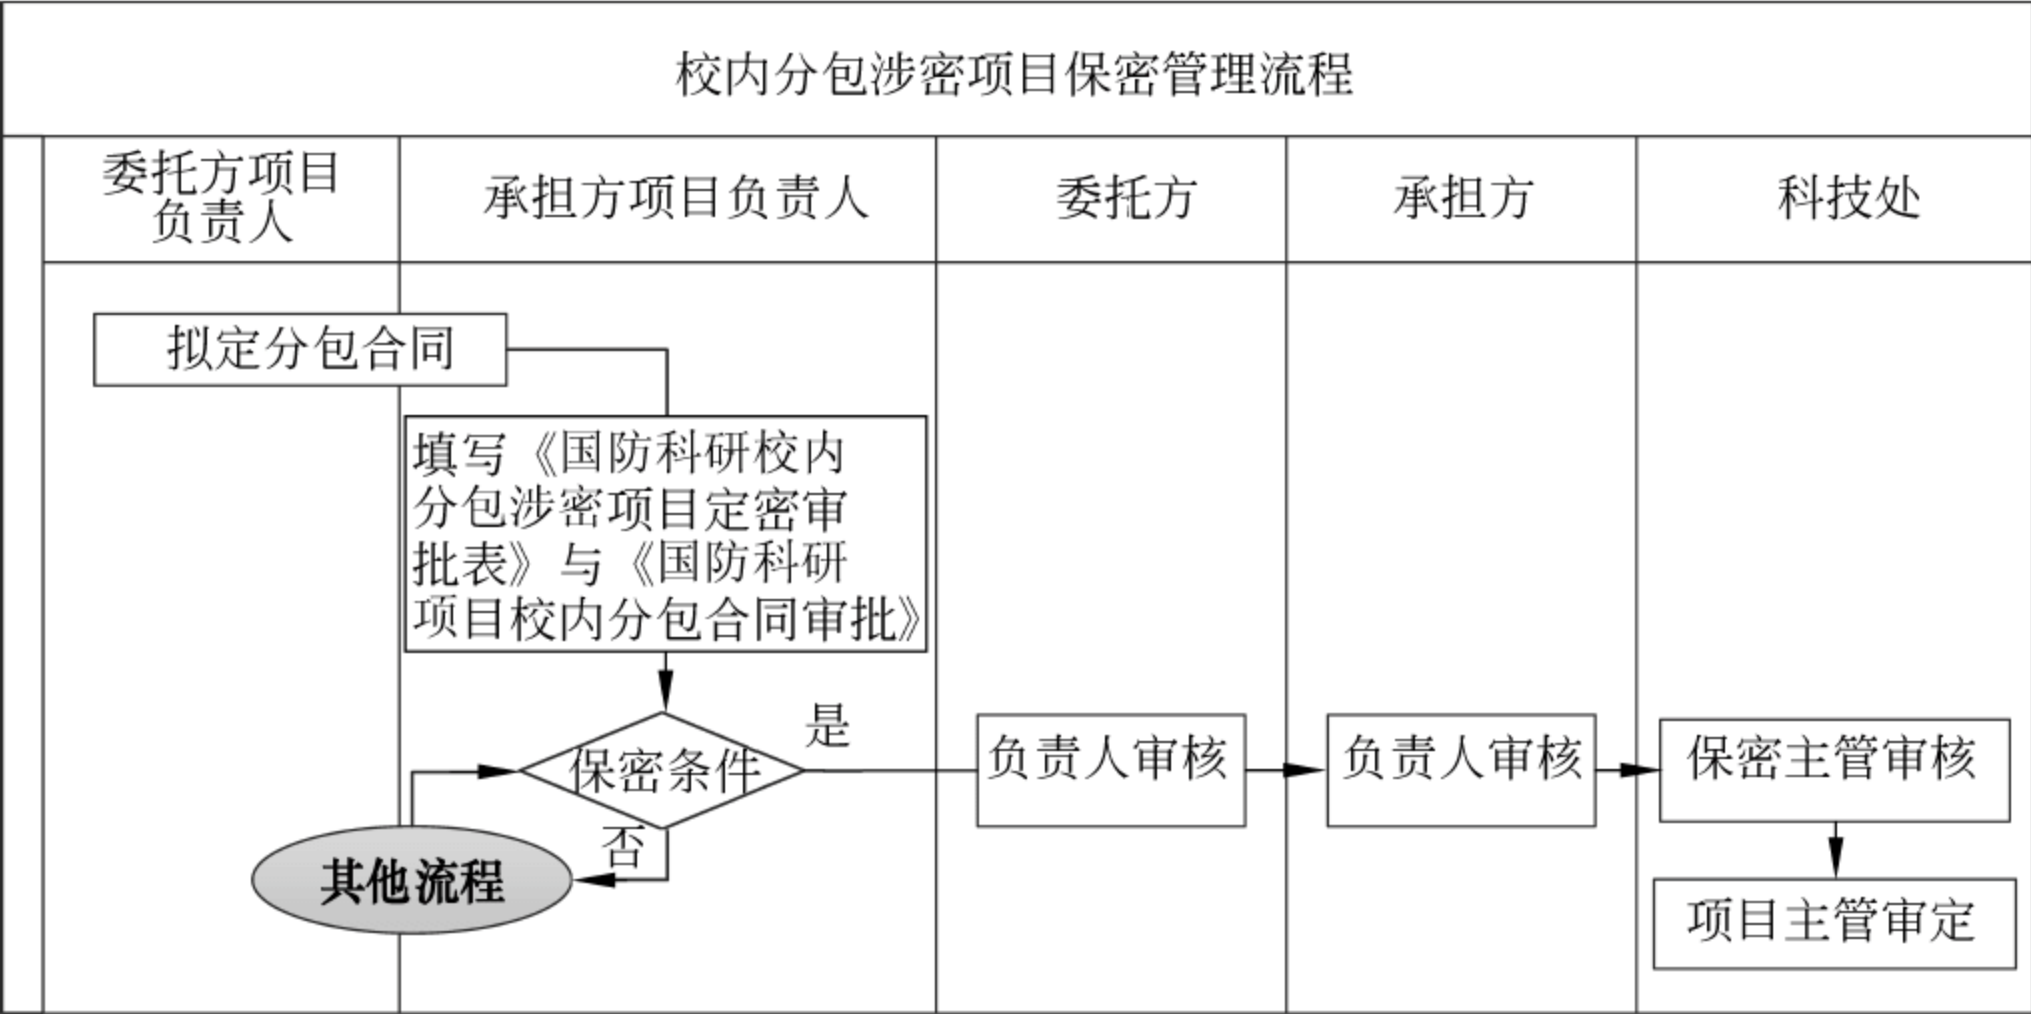 校内分包涉密项目保密管理流程
委托方项目
负责人
承担方项目负责人
委托方
承担方
科技处
拟定分包合同
填写《国防科研校内
分包涉密项目定密审
批表》与《国防科研
项目校内分包合同审批》
保密条件
是
否
其他流程
负责人审核
负责人审核
保密主管审核
项目主管审定